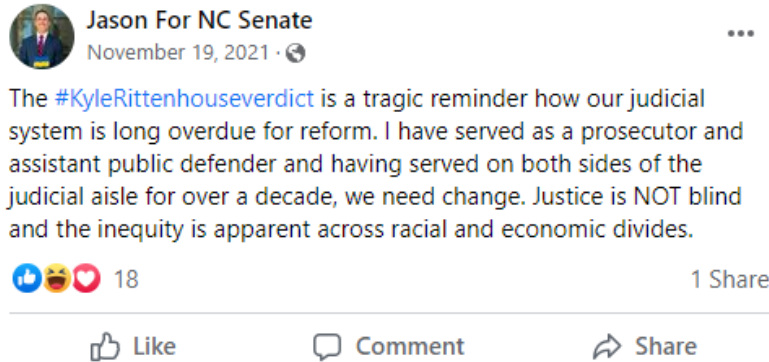 Jason For NC Senate
November 19, 2021 ·
The #KyleRittenhouseverdict is a tragic reminder how our judicial
system is long overdue for reform. I have served as a prosecutor and
assistant public defender and having served on both sides of the
judicial aisle for over a decade, we need change. Justice is NOT blind
and the inequity is apparent across racial and economic divides.
18
1 Share
Like
Comment
Share